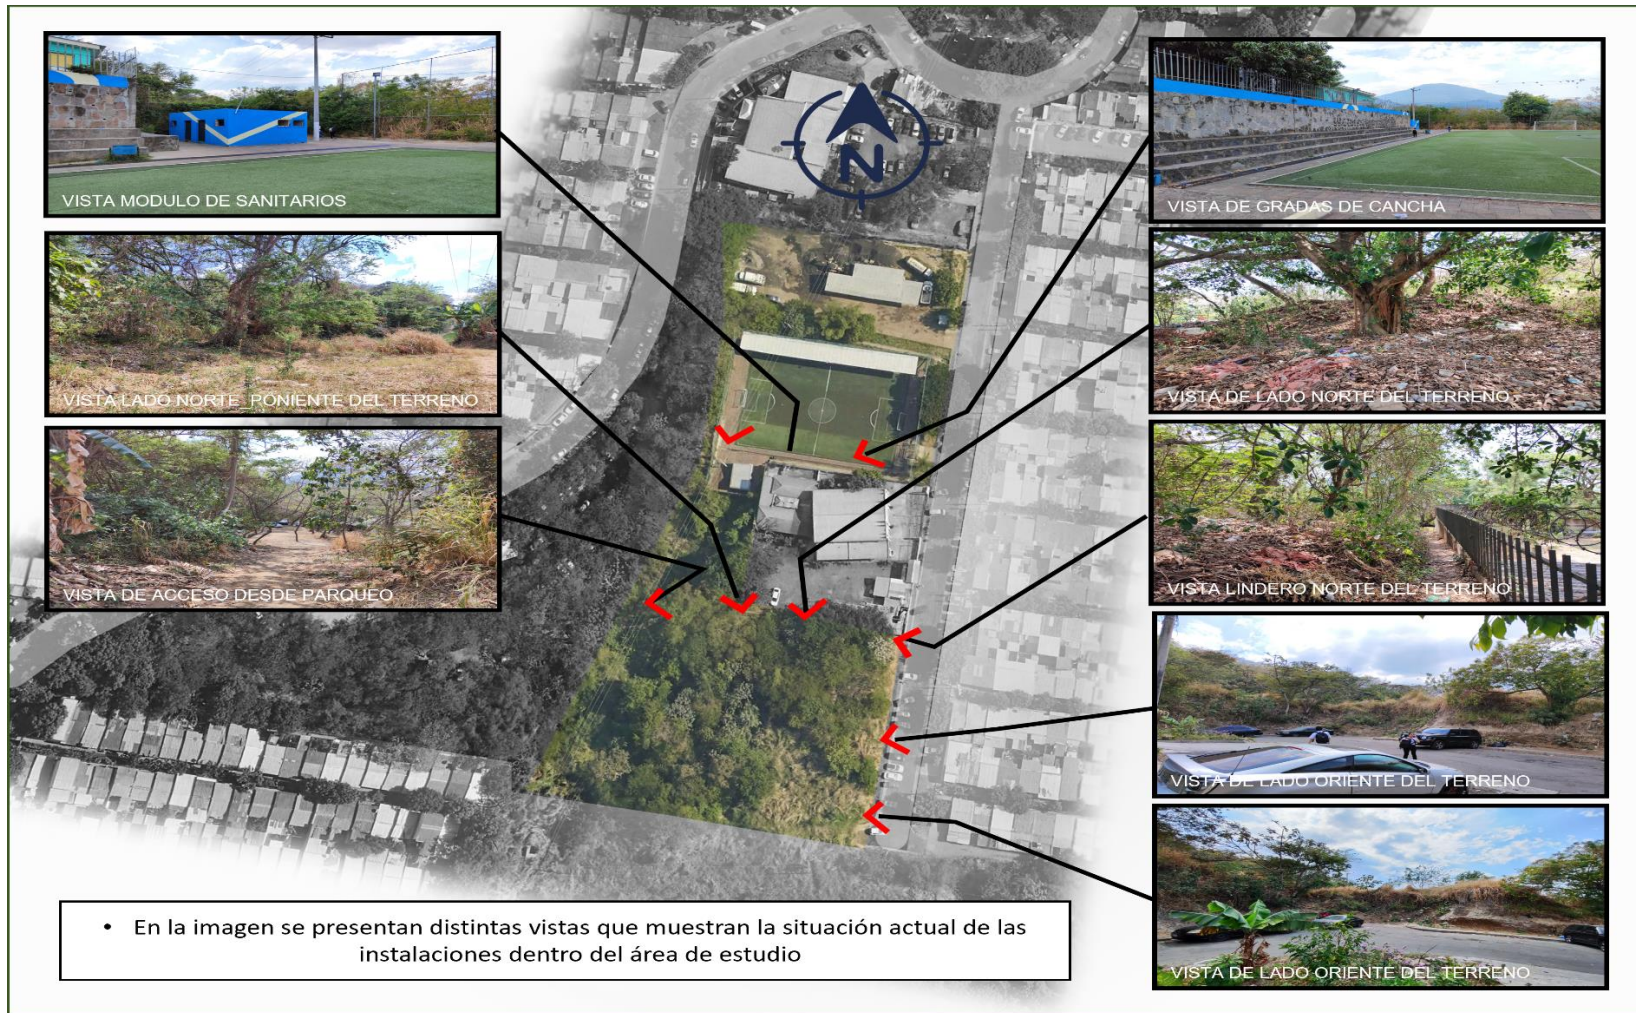 VISTA MODULO DE SANITARIOS
VISTA LADO NORTE PONIENTE DEL TERRENO
VISTA DE ACCESO DESDE PARQUEO
N
VISTA DE GRADAS DE CANCHA
VISTA DE LADO NORTE DEL TERRENO
VISTA LINDERO NORTE DEL TERRENO
VISTA DE LADO ORIENTE DEL TERRENO
VISTA DE LADO ORIENTE DEL TERRENO
• En la imagen se presentan distintas vistas que muestran la situación actual de las
instalaciones dentro del área de estudio